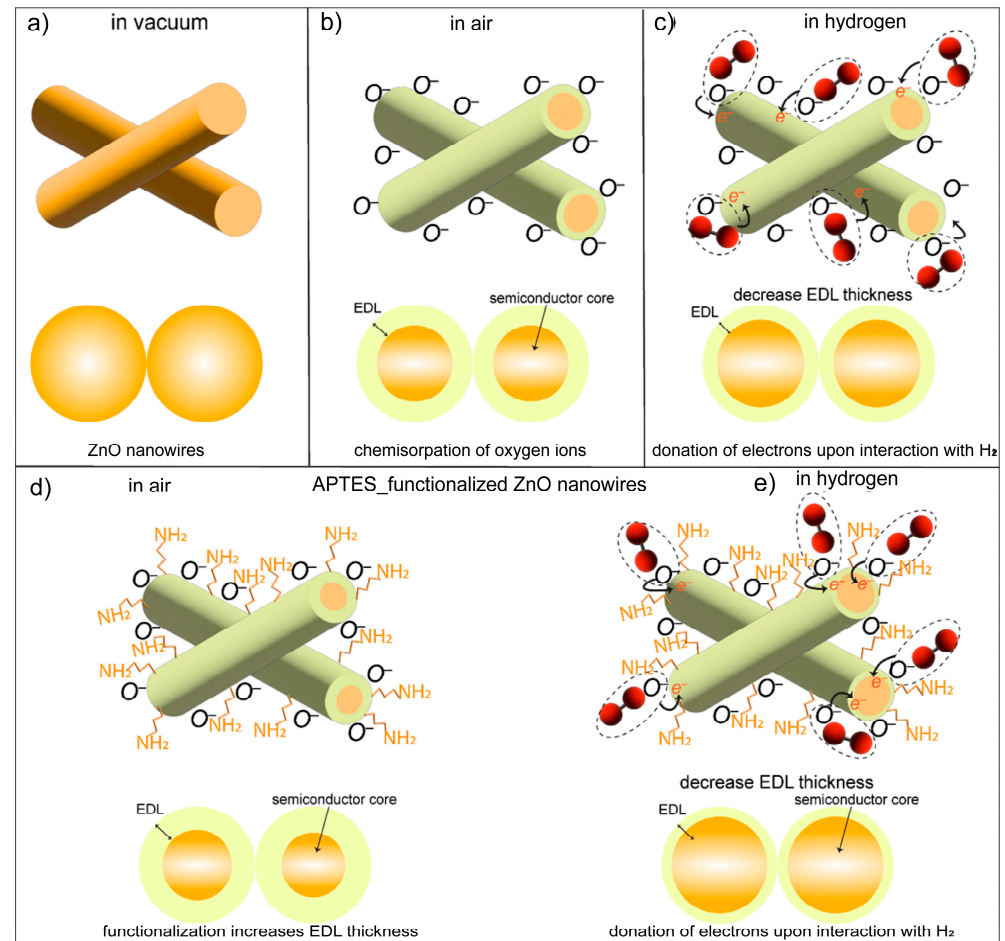 a)
in vacuum
ZnO nanowires
b)
in air
O⁻ O⁻ O⁻ O⁻
O⁻ O⁻
O⁻ O⁻
O⁻ O⁻ O⁻
semiconductor core
EDL
chemisorpation of oxygen ions
c)
in hydrogen
O⁻ O⁻ O⁻ O⁻ O⁻
e⁻ e⁻ e⁻
O⁻ O⁻
e⁻ e⁻
O⁻ O⁻ O⁻
O⁻ O⁻ O⁻
decrease EDL thickness
EDL
donation of electrons upon interaction with H₂
d)
in air
APTES_functionalized ZnO nanowires
NH₂ NH₂ NH₂ NH₂
O⁻ O⁻ O⁻ O⁻ O⁻
NH₂
NH₂
O⁻ O⁻
NH₂ NH₂
NH₂
O⁻ O⁻
NH₂
O⁻ O⁻ O⁻
NH₂ NH₂ NH₂
NH₂
semiconductor core
EDL
functionalization increases EDL thickness
e)
in hydrogen
NH₂ NH₂ NH₂ NH₂
O⁻ O⁻ O⁻ O⁻
NH₂
e⁻ e⁻ e⁻
NH₂
O⁻ O⁻
NH₂
NH₂
O⁻
O⁻ e⁻ e⁻
NH₂
e⁻
O⁻ O⁻ O⁻
NH₂ NH₂ NH₂
NH₂
decrease EDL thickness
semiconductor core
EDL
donation of electrons upon interaction with H₂